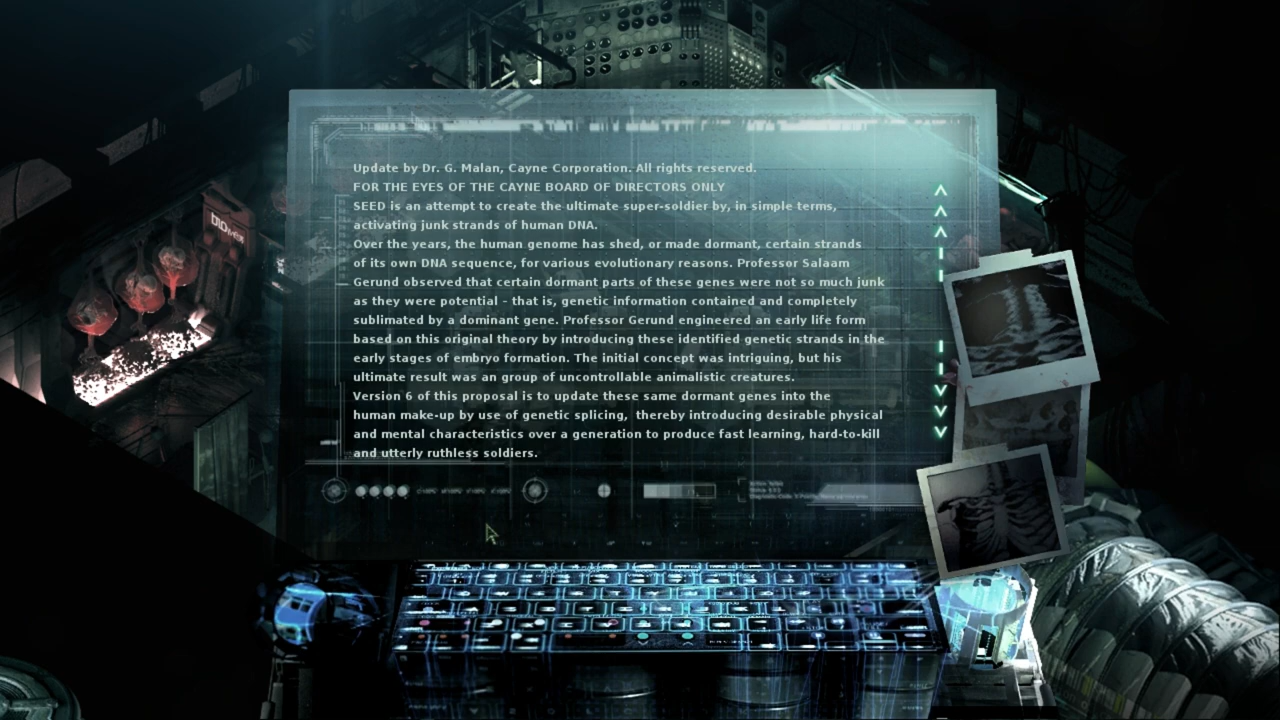 Update by Dr. G. Malan, Cayne Corporation. All rights reserved.
FOR THE EYES OF THE CAYNE BOARD OF DIRECTORS ONLY
SEED is an attempt to create the ultimate super-soldier by, in simple terms,
activating junk strands of human DNA.
Over the years, the human genome has shed, or made dormant, certain strands
of its own DNA sequence, for various evolutionary reasons. Professor Salaam
Gerund observed that certain dormant parts of these genes were not so much junk
as they were potential - that is, genetic information contained and completely
sublimated by a dominant gene. Professor Gerund engineered an early life form
based on this original theory by introducing these identified genetic strands in the
early stages of embryo formation. The initial concept was intriguing, but his
ultimate result was an group of uncontrollable animalistic creatures.
Version 6 of this proposal is to update these same dormant genes into the
human make-up by use of genetic splicing,  thereby introducing desirable physical
and mental characteristics over a generation to produce fast learning, hard-to-kill
and utterly ruthless soldiers.